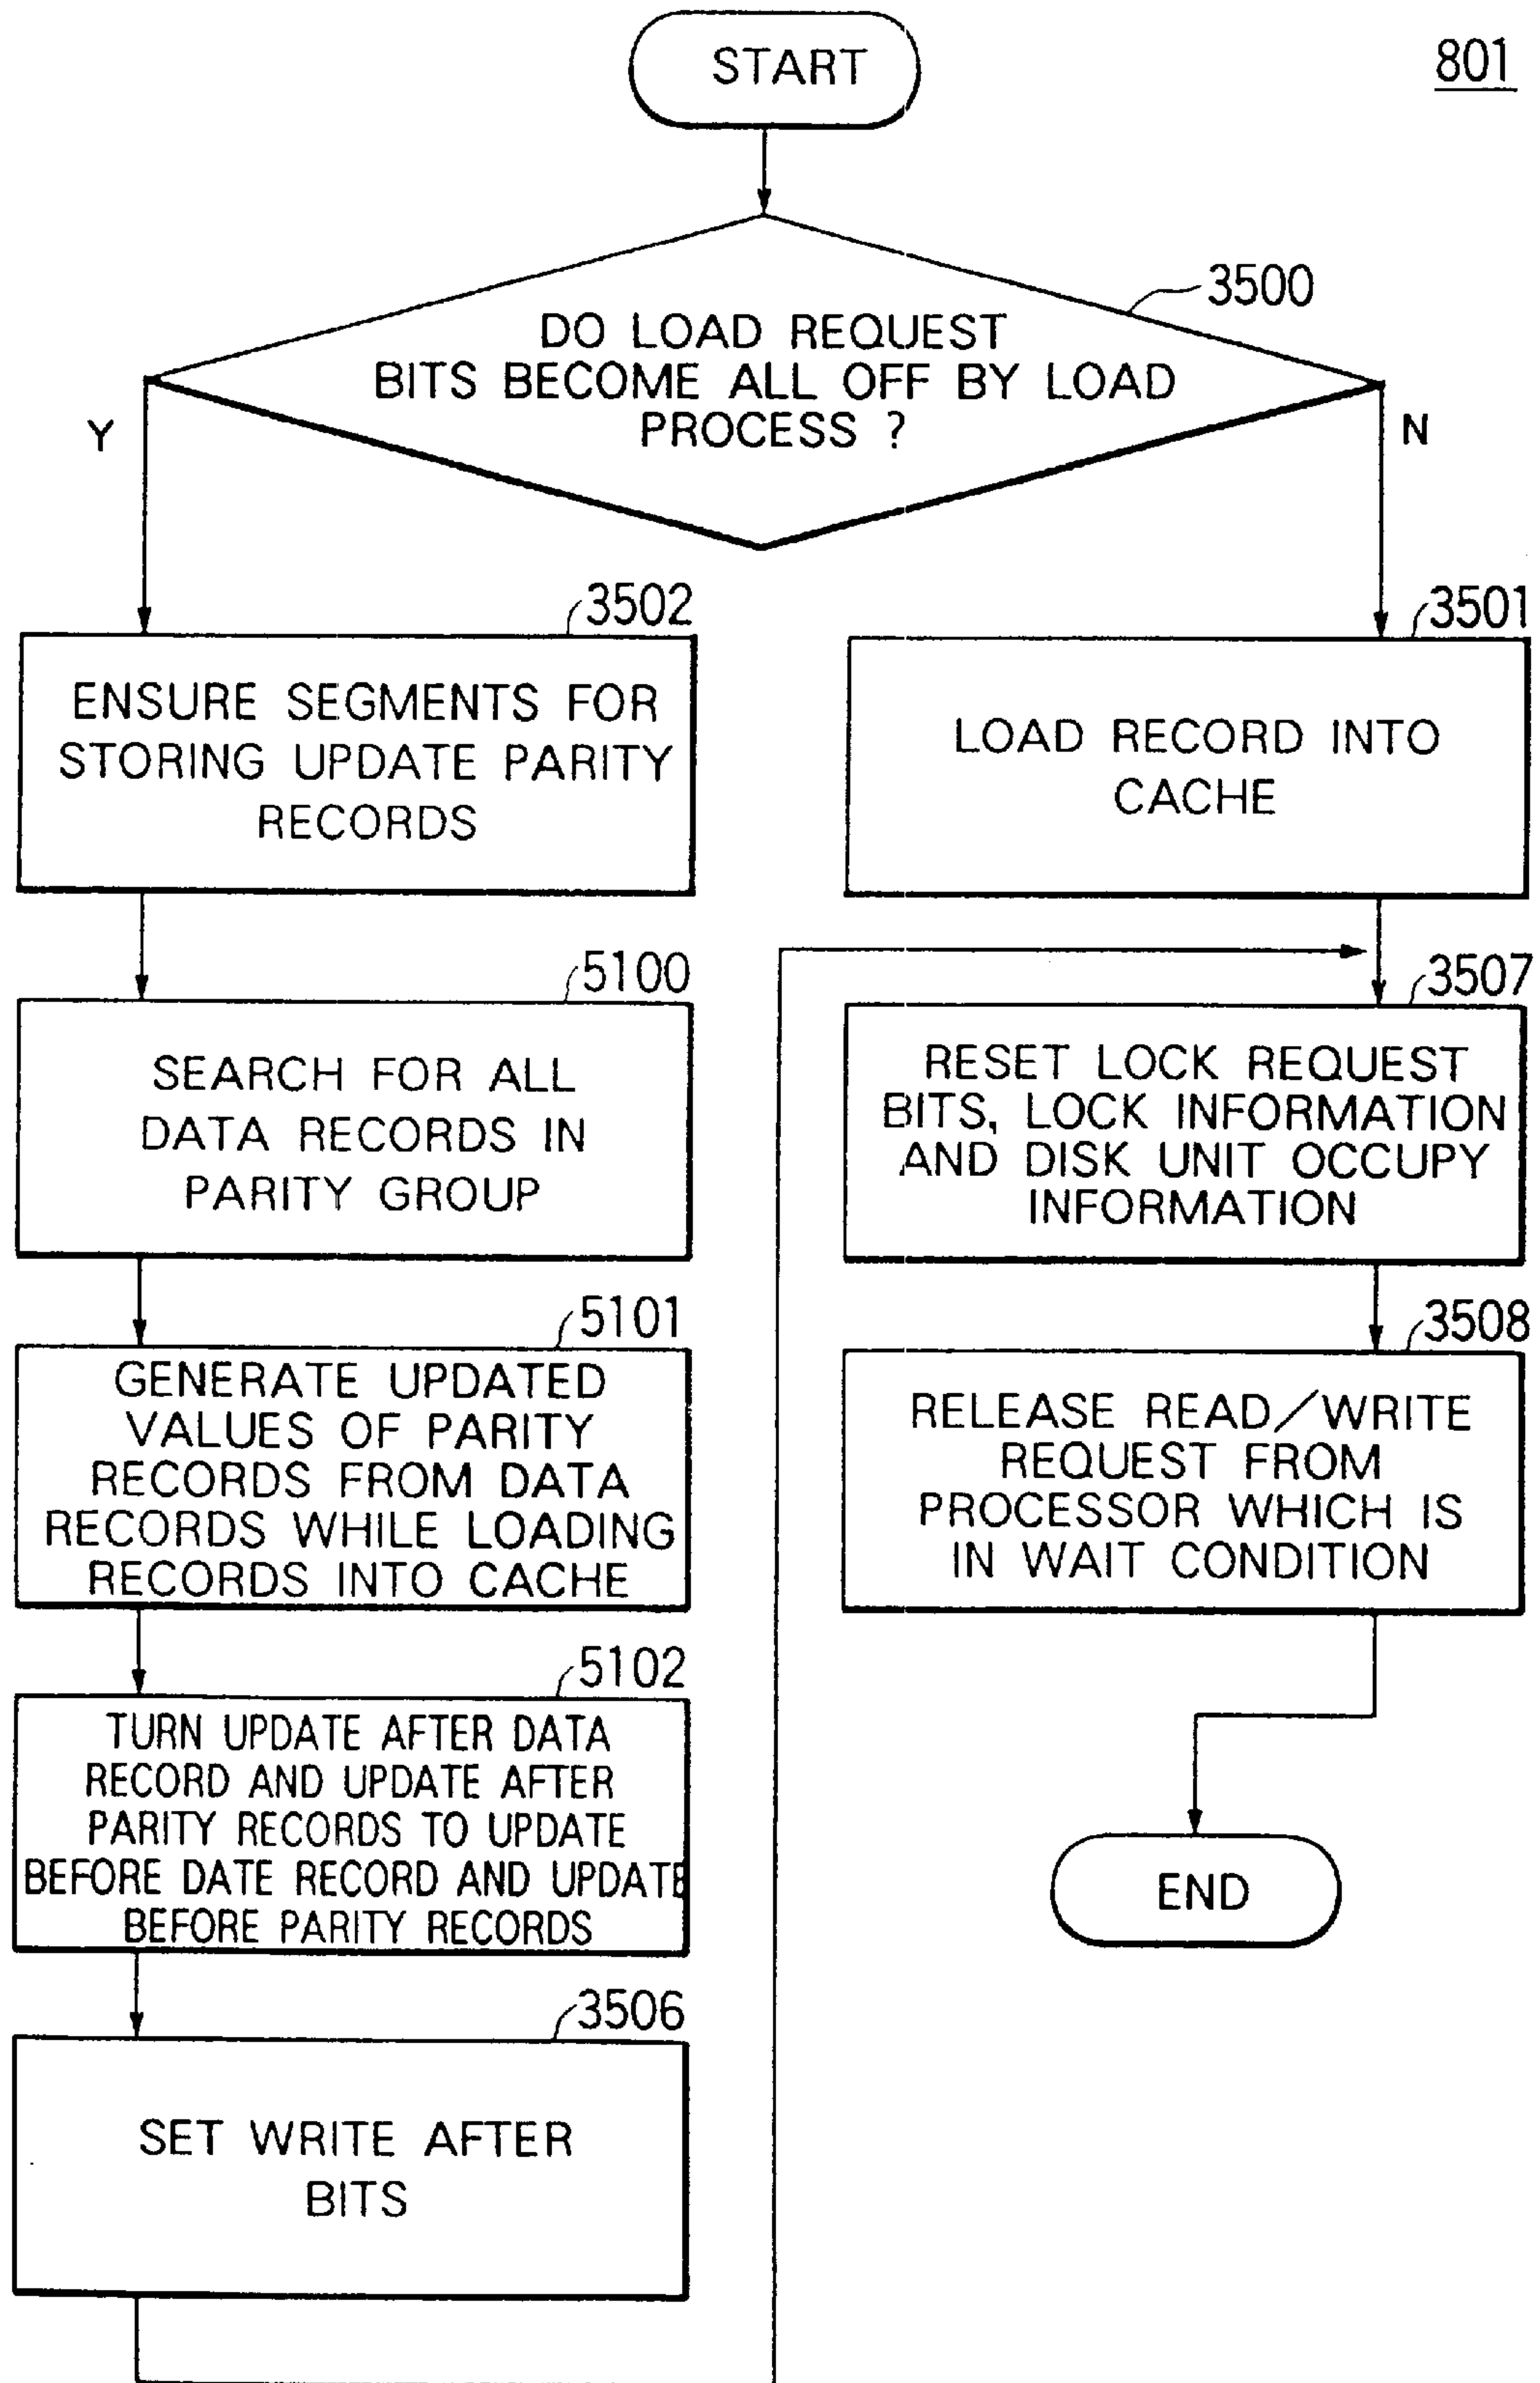 START
801
3500
DO LOAD REQUEST
BITS BECOME ALL OFF BY LOAD
PROCESS ?
Y
N
3502
ENSURE SEGMENTS FOR
STORING UPDATE PARITY
RECORDS
3501
LOAD RECORD INTO
CACHE
5100
SEARCH FOR ALL
DATA RECORDS IN
PARITY GROUP
3507
RESET LOCK REQUEST
BITS, LOCK INFORMATION
AND DISK UNIT OCCUPY
INFORMATION
5101
GENERATE UPDATED
VALUES OF PARITY
RECORDS FROM DATA
RECORDS WHILE LOADING
RECORDS INTO CACHE
3508
RELEASE READ/WRITE
REQUEST FROM
PROCESSOR WHICH IS
IN WAIT CONDITION
5102
TURN UPDATE AFTER DATA
RECORD AND UPDATE AFTER
PARITY RECORDS TO UPDATE
BEFORE DATE RECORD AND UPDATE
BEFORE PARITY RECORDS
END
3506
SET WRITE AFTER
BITS